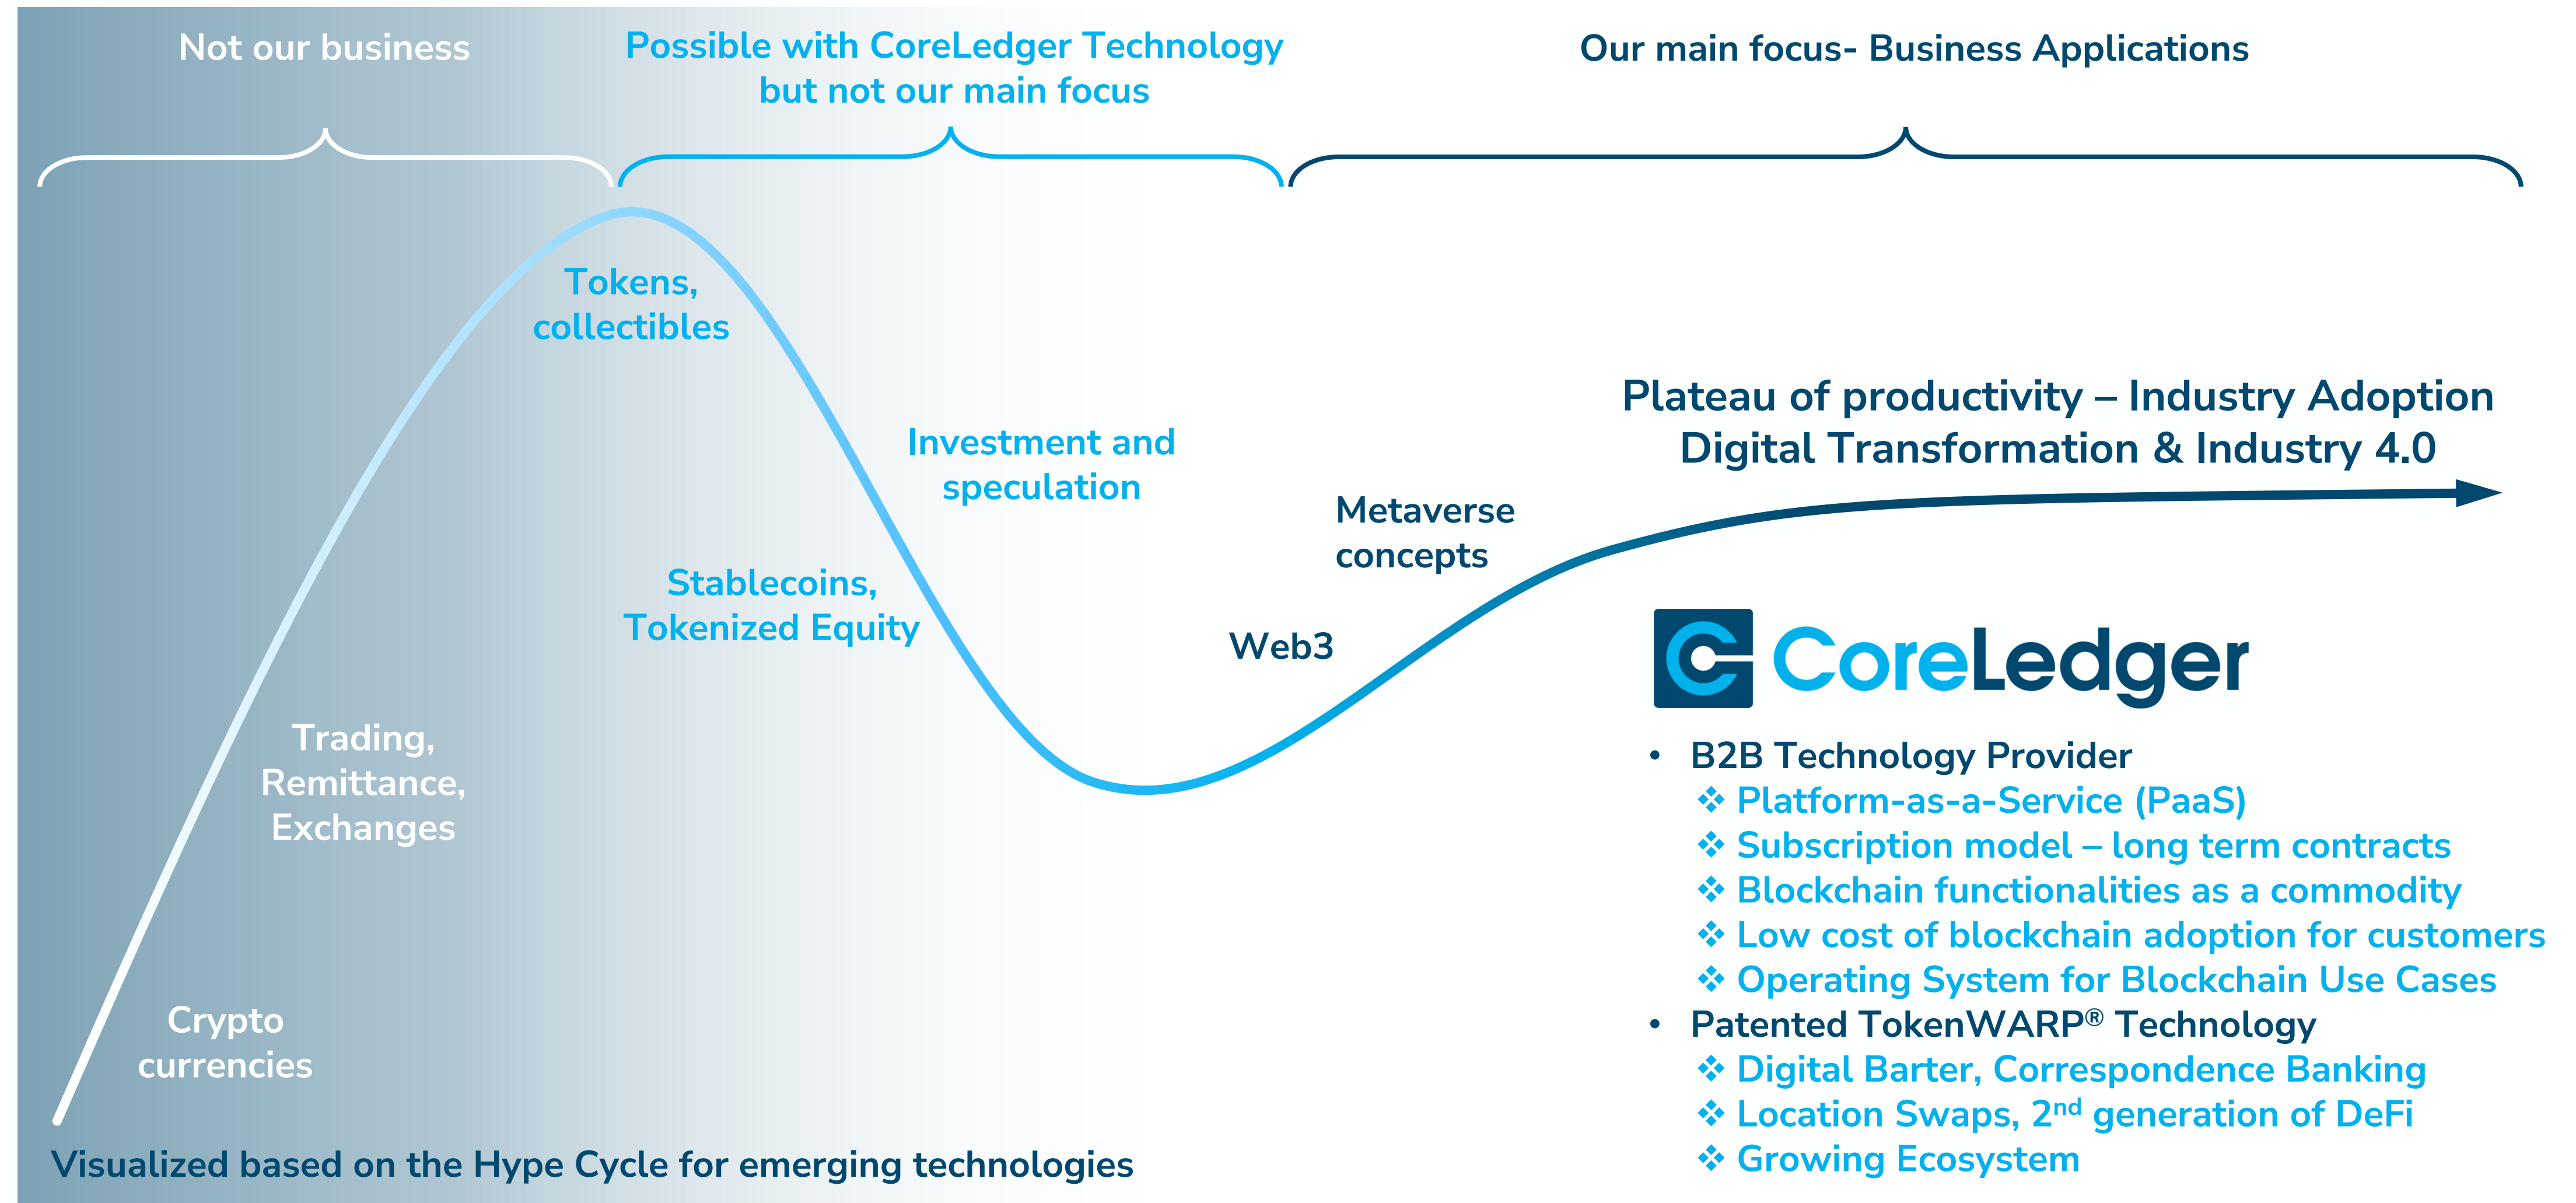 Not our business
Possible with CoreLedger Technology
but not our main focus
Our main focus- Business Applications
Tokens,
collectibles
Investment and
speculation
Stablecoins,
Tokenized Equity
Trading,
Remittance,
Exchanges
Crypto
currencies
Web3
Metaverse
concepts
Plateau of productivity – Industry Adoption
Digital Transformation & Industry 4.0
CoreLedger
• B2B Technology Provider
❖ Platform-as-a-Service (PaaS)
❖ Subscription model – long term contracts
❖ Blockchain functionalities as a commodity
❖ Low cost of blockchain adoption for customers
❖ Operating System for Blockchain Use Cases
• Patented TokenWARP® Technology
❖ Digital Barter, Correspondence Banking
❖ Location Swaps, 2nd generation of DeFi
❖ Growing Ecosystem
Visualized based on the Hype Cycle for emerging technologies